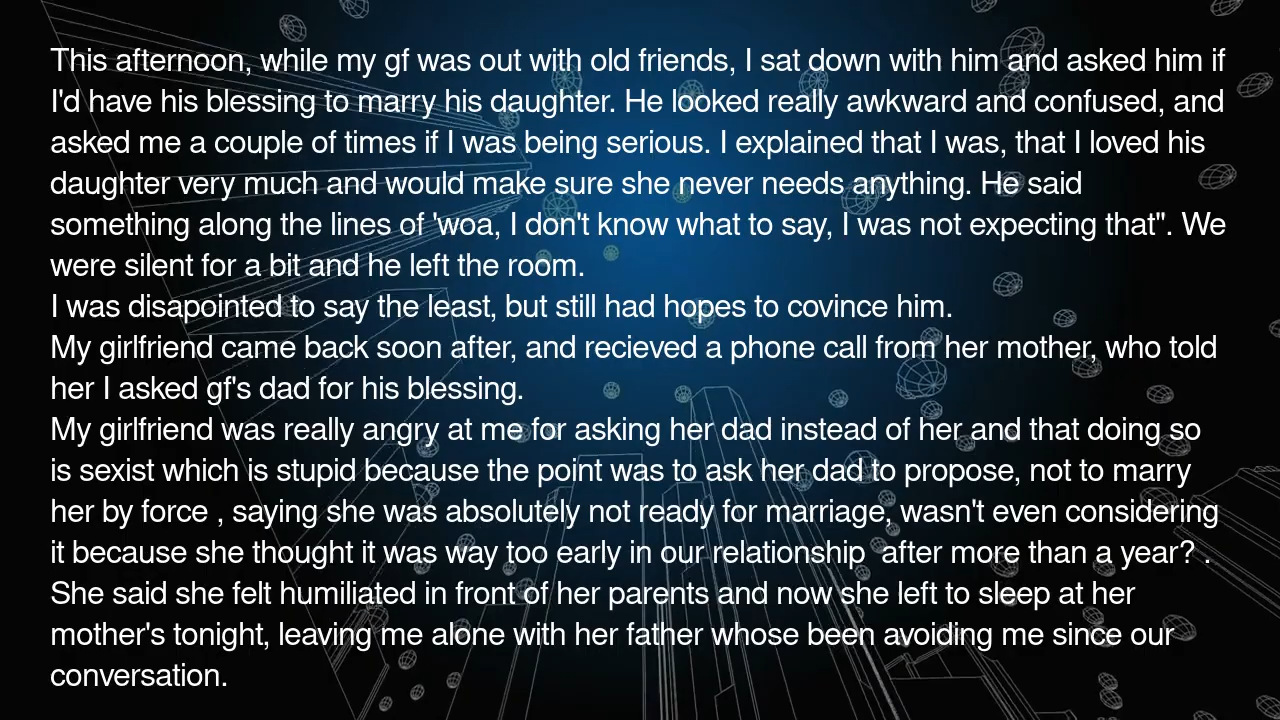 This afternoon, while my gf was out with old friends, I sat down with him and asked him if
I'd have his blessing to marry his daughter. He looked really awkward and confused, and
asked me a couple of times if I was being serious. I explained that I was, that I loved his
daughter very much and would make sure she never needs anything. He said
something along the lines of 'woa, I don't know what to say, I was not expecting that". We
were silent for a bit and he left the room.
I was disapointed to say the least, but still had hopes to covince him.
My girlfriend came back soon after, and recieved a phone call from her mother, who told
her I asked gf's dad for his blessing.
My girlfriend was really angry at me for asking her dad instead of her and that doing so
is sexist which is stupid because the point was to ask her dad to propose, not to marry
her by force , saying she was absolutely not ready for marriage, wasn't even considering
it because she thought it was way too early in our relationship  after more than a year? .
She said she felt humiliated in front of her parents and now she left to sleep at her
mother's tonight, leaving me alone with her father whose been avoiding me since our
conversation.